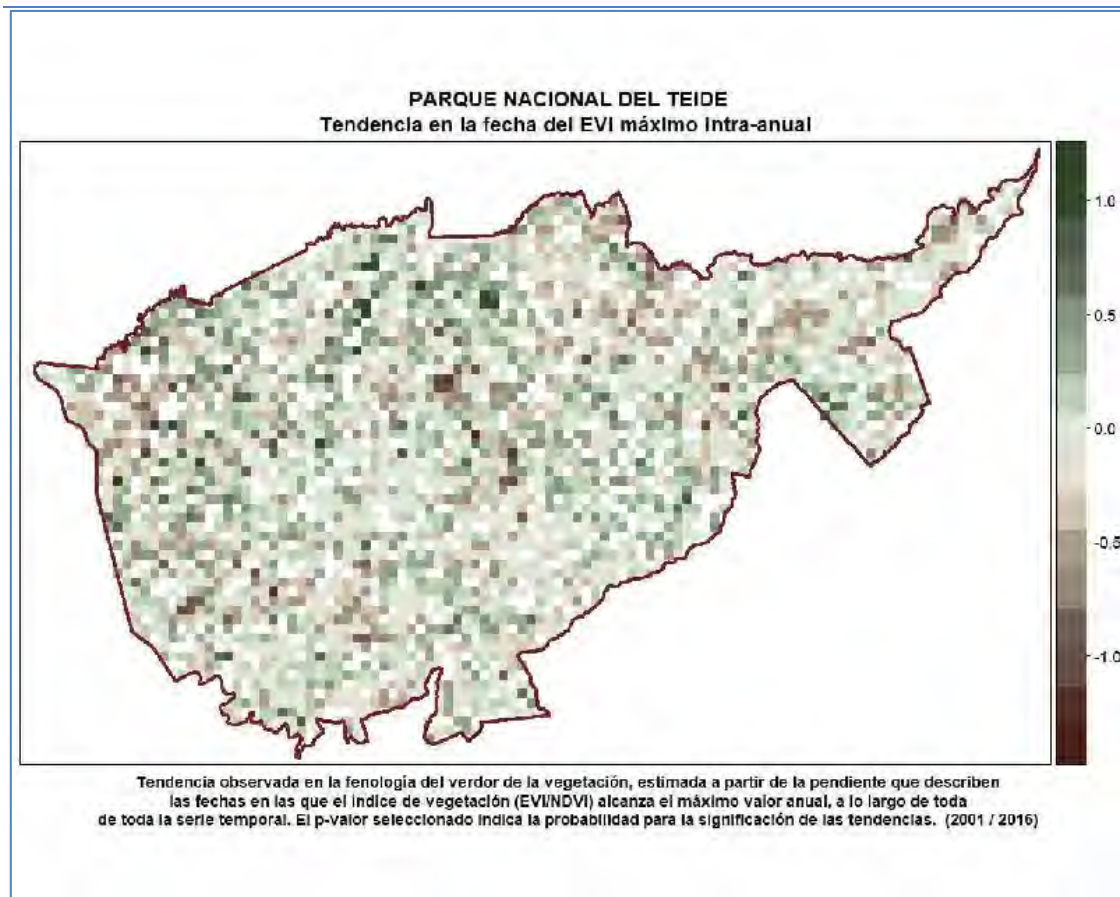 PARQUE NACIONAL DEL TEIDE
Tendencia en la fecha del EVI máximo intra-anual
1.0
0.5
0.0
-0.5
-1.0
Tendencia observada en la fenología del verdor de la vegetación, estimada a partir de la pendiente que describen
las fechas en las que el índice de vegetación (EVI/NDVI) alcanza el máximo valor anual, a lo largo de toda
de toda la serie temporal. El p-valor seleccionado indica la probabilidad para la significación de las tendencias. (2001 / 2016)